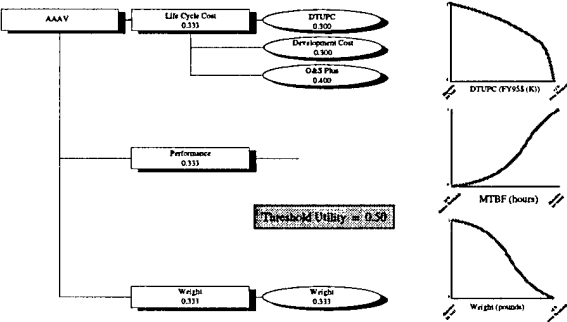 AAAV
Life Cycle Cost
0.333
DTUPC
0.300
Development Cost
0.300
O&S Plus
0.400
Performance
0.333
Threshold Utility = 0.50
Weight
0.333
Weight
0.333
DTUPC (FY95$ (K))
MTBF (hours)
Weight (pounds)